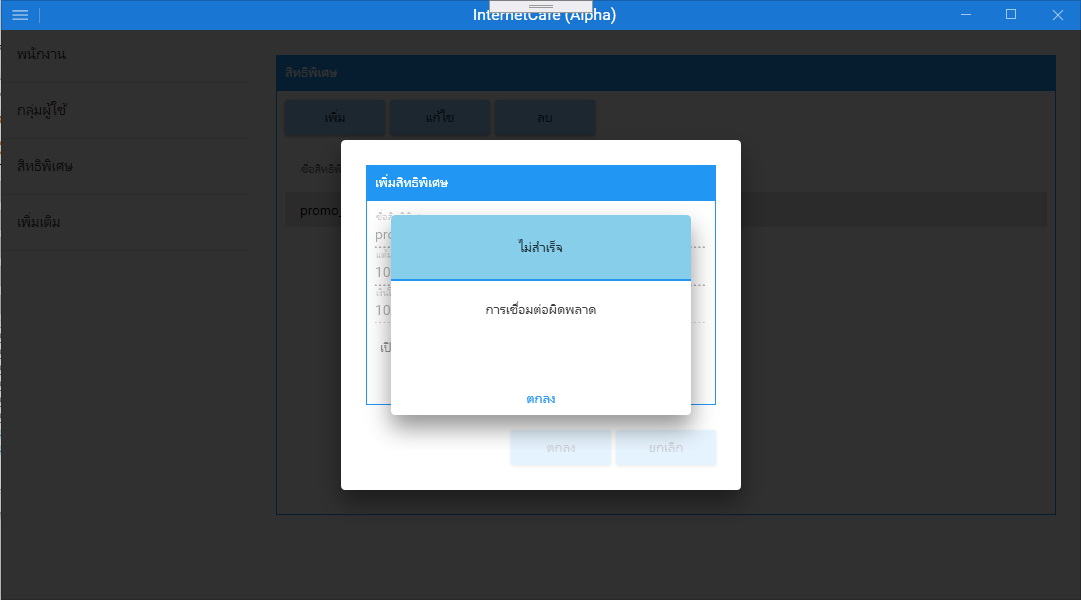 InternetCafe (Alpha)
พนักงาน
กลุ่มผู้ใช้
สิทธิพิเศษ
เพิ่มเติม
สิทธิพิเศษ
เพิ่ม
แก้ไข
ลบ
เพิ่มสิทธิพิเศษ
ไม่สำเร็จ
การเชื่อมต่อผิดพลาด
ตกลง
ตกลง
ยกเลิก